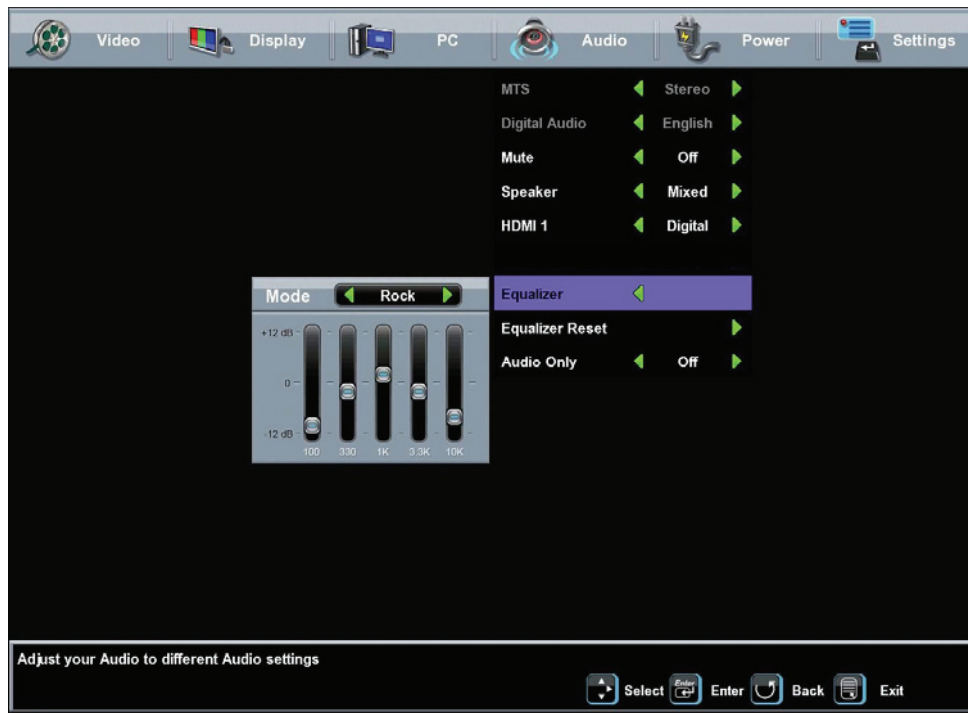 Video Display PC Audio Power Settings
MTS Stereo
Digital Audio English
Mute Off
Speaker Mixed
HDMI 1 Digital
Mode Rock
Equalizer
+12 dB
Equalizer Reset
Audio Only Off
0
-12 dB
100 330 1K 3.3K 10K
Adjust your Audio to different Audio settings
Select Enter Enter Back Exit